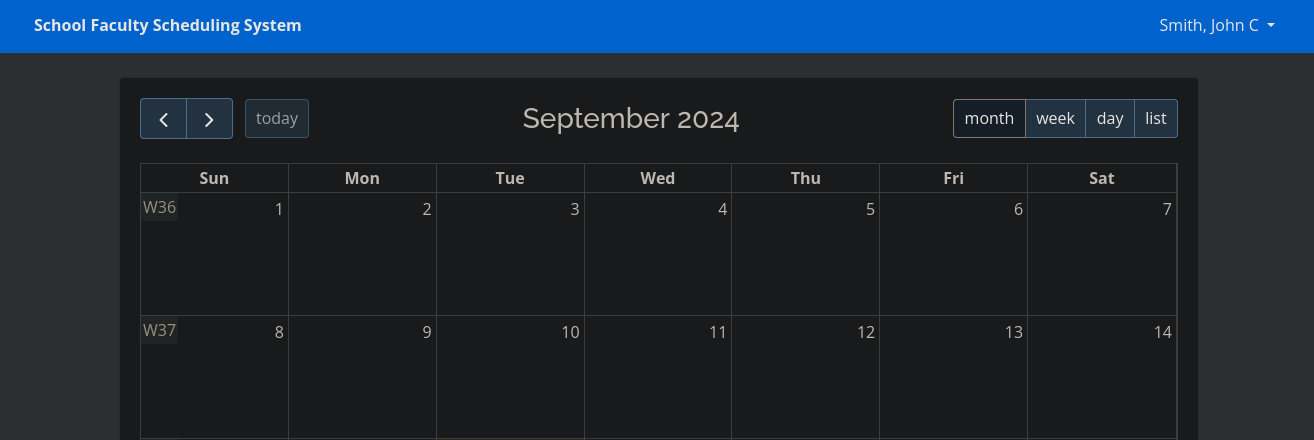 School Faculty Scheduling System Smith, John C
today September 2024 month week day list
Sun Mon Tue Wed Thu Fri Sat
W36 1 2 3 4 5 6 7
W37 8 9 10 11 12 13 14